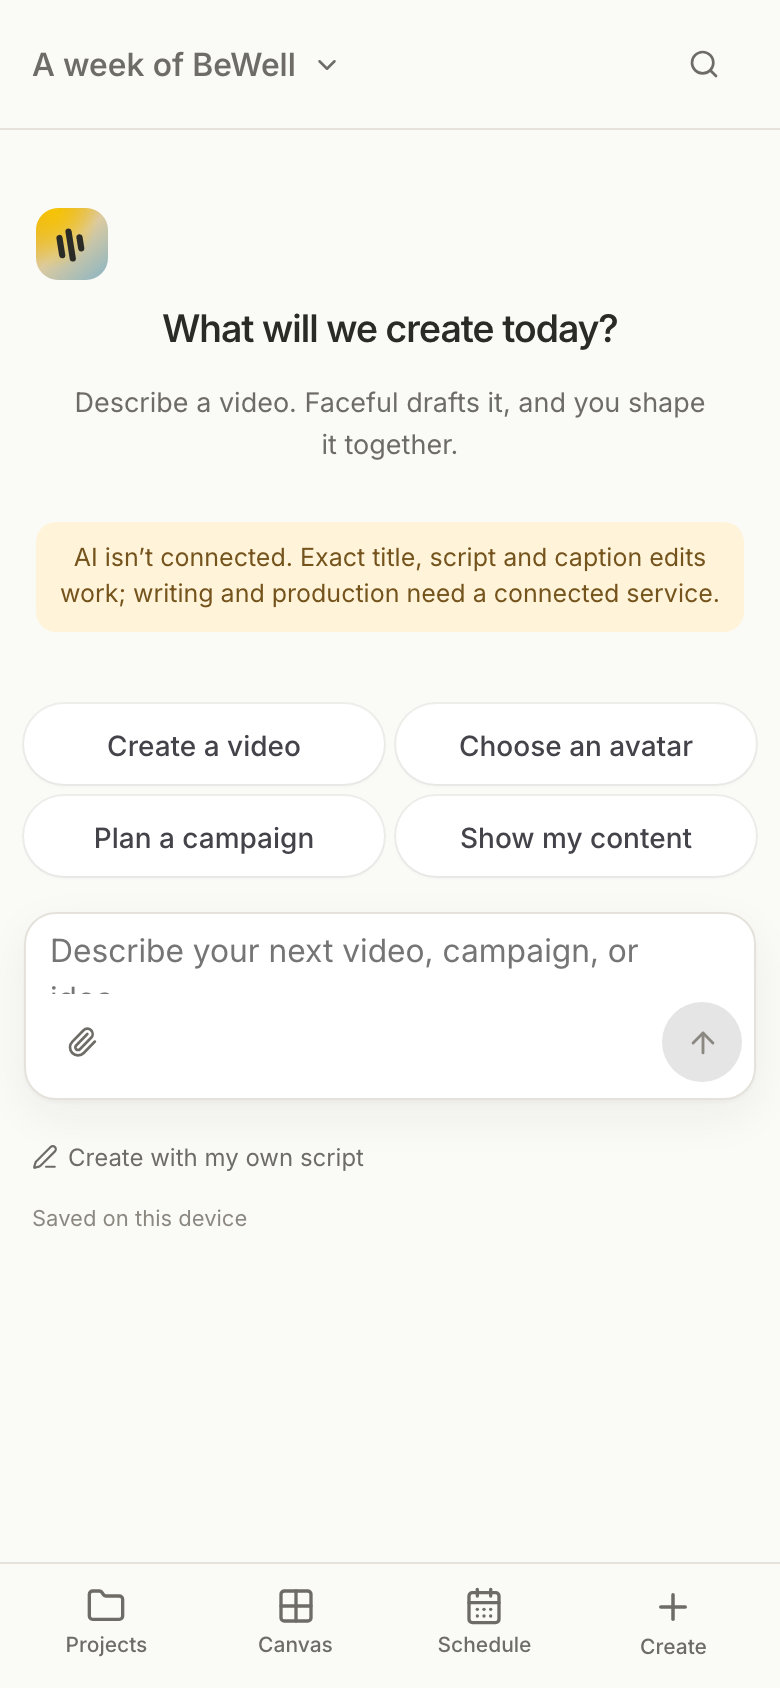 A week of BeWell
What will we create today?
Describe a video. Faceful drafts it, and you shape
it together.
AI isn’t connected. Exact title, script and caption edits
work; writing and production need a connected service.
Create a video
Choose an avatar
Plan a campaign
Show my content
Describe your next video, campaign, or
Create with my own script
Saved on this device
Projects
Canvas
Schedule
Create